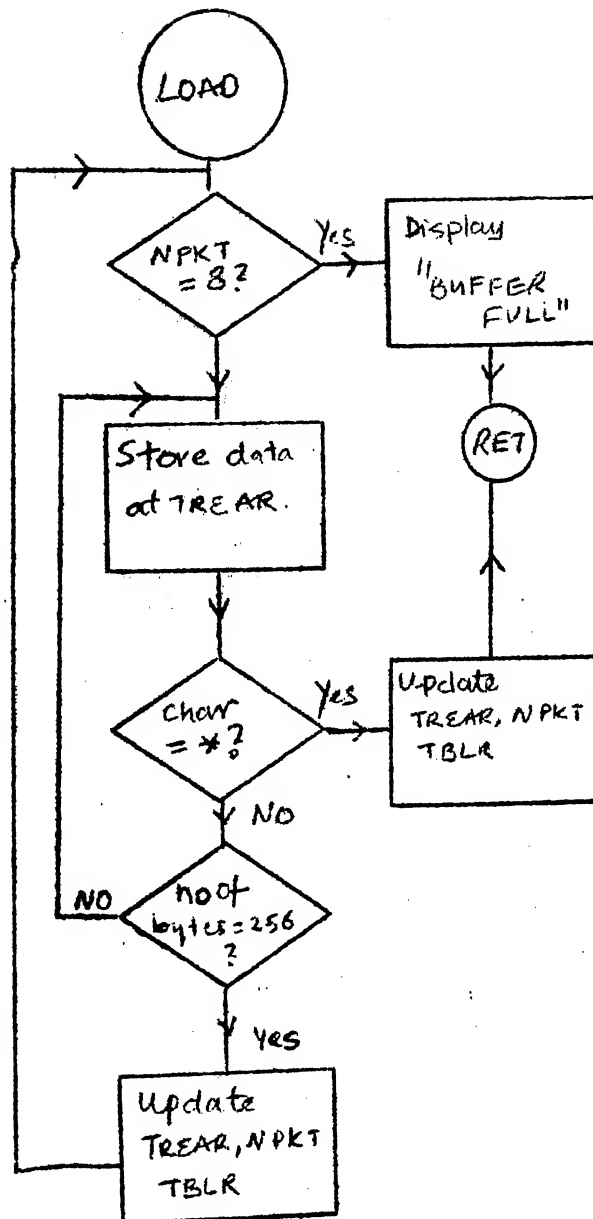 LOAD
NPKT
= 8?
Yes
Display
"BUFFER
FULL"
RET
Store data
at TREAR.
Char
= *?
Yes
Update
TREAR, NPKT
TBLR
NO
no of
bytes=256
?
NO
Yes
Update
TREAR, NPKT
TBLR